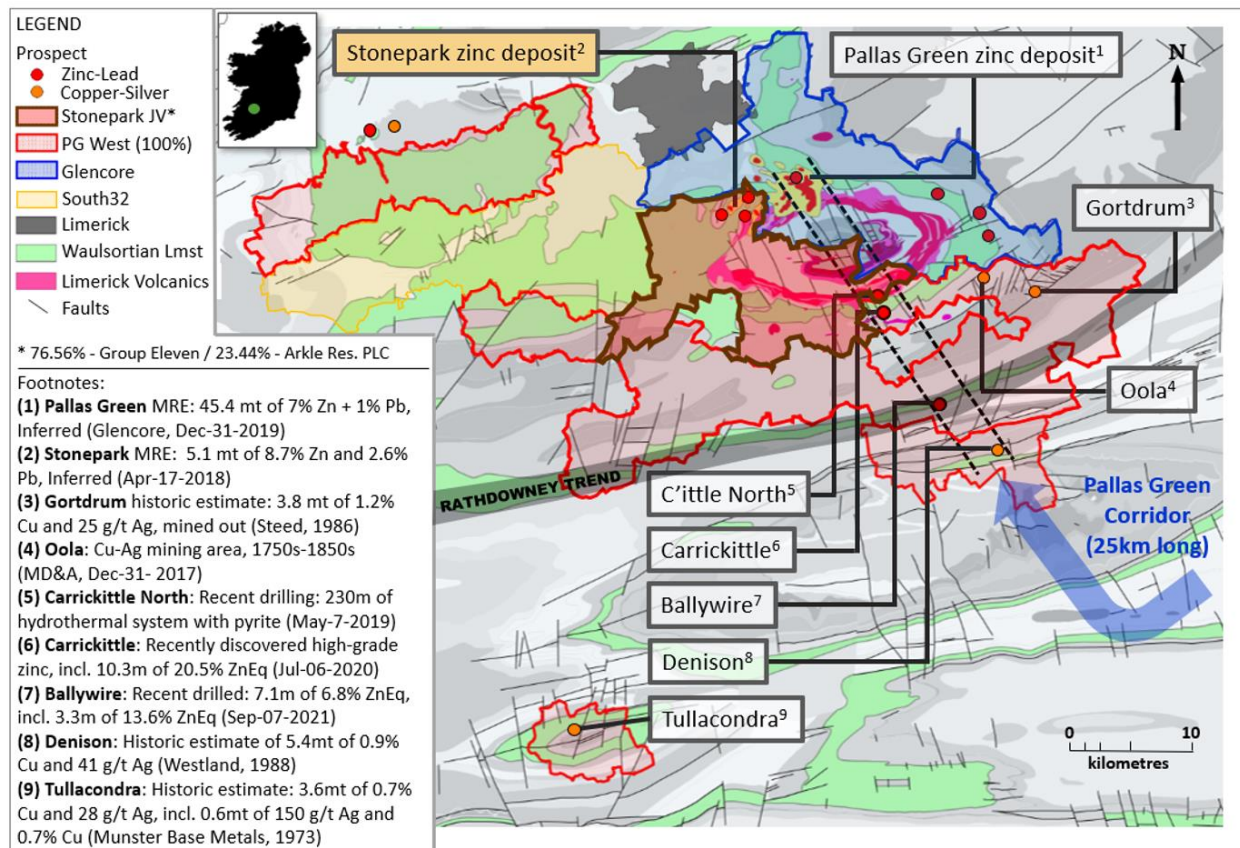 LEGEND
Prospect
Zinc-Lead
Copper-Silver
Stonepark JV*
PG West (100%)
Glencore
South32
Limerick
Waulsortian Lmst
Limerick Volcanics
Faults
* 76.56% - Group Eleven / 23.44% - Arkle Res. PLC
Footnotes:
(1) Pallas Green MRE: 45.4 mt of 7% Zn + 1% Pb,
Inferred (Glencore, Dec-31-2019)
(2) Stonepark MRE: 5.1 mt of 8.7% Zn and 2.6%
Pb, Inferred (Apr-17-2018)
(3) Gortdrum historic estimate: 3.8 mt of 1.2%
Cu and 25 g/t Ag, mined out (Steed, 1986)
(4) Oola: Cu-Ag mining area, 1750s-1850s
(MD&A, Dec-31- 2017)
(5) Carrickittle North: Recent drilling: 230m of
hydrothermal system with pyrite (May-7-2019)
(6) Carrickittle: Recently discovered high-grade
zinc, incl. 10.3m of 20.5% ZnEq (Jul-06-2020)
(7) Ballywire: Recent drilled: 7.1m of 6.8% ZnEq,
incl. 3.3m of 13.6% ZnEq (Sep-07-2021)
(8) Denison: Historic estimate of 5.4mt of 0.9%
Cu and 41 g/t Ag (Westland, 1988)
(9) Tullacondra: Historic estimate: 3.6mt of 0.7%
Cu and 28 g/t Ag, incl. 0.6mt of 150 g/t Ag and
0.7% Cu (Munster Base Metals, 1973)
Stonepark zinc deposit²
Pallas Green zinc deposit¹
N
Gortdrum³
Oola⁴
RATHDOWNEY TREND
C'ittle North⁵
Carrickittle⁶
Ballywire⁷
Denison⁸
Tullacondra⁹
Pallas Green
Corridor
(25km long)
0 10
kilometres